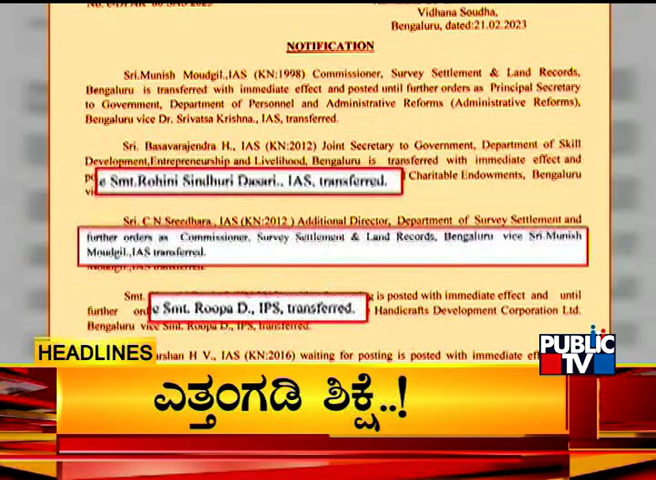 Vidhana Soudha,
Bengaluru, dated:21.02.2023
NOTIFICATION
Sri.Munish Moudgil.,IAS (KN:1998) Commissioner, Survey Settlement & Land Records,
Bengaluru is transferred with immediate effect and posted until further orders as Principal Secretary
to Government, Department of Personnel and Administrative Reforms (Administrative Reforms),
Bengaluru vice Dr. Srivatsa Krishna., IAS, transferred.
Sri. Basavarajendra H., IAS (KN:2012) Joint Secretary to Government, Department of Skill
Development,Entrepreneurship and Livelihood, Bengaluru is transferred with immediate effect and
e Smt.Rohini Sindhuri Dasari., IAS, transferred. Charitable Endowments, Bengaluru
Sri. C.N.Sreedhara., IAS (KN:2012 ) Additional Director, Department of Survey Settlement and
further orders as Commissioner, Survey Settlement & Land Records, Bengaluru vice Sri.Munish
Moudgil.,IAS transferred.
Smt. is posted with immediate effect and until
further e Smt. Roopa D., IPS, transferred. Handicrafts Development Corporation Ltd.
Bengaluru vice Smt. Roopa D., IPS, transferred.
arshan H V., IAS (KN:2016) waiting for posting is posted with immediate
HEADLINES
PUBLIC
TV
ಎತ್ತಂಗಡಿ ಶಿಕ್ಷೆ..!